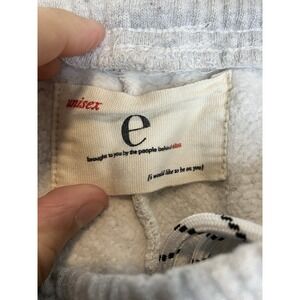 unisex
e
brought to you by the people behind
(i would like to be on you)